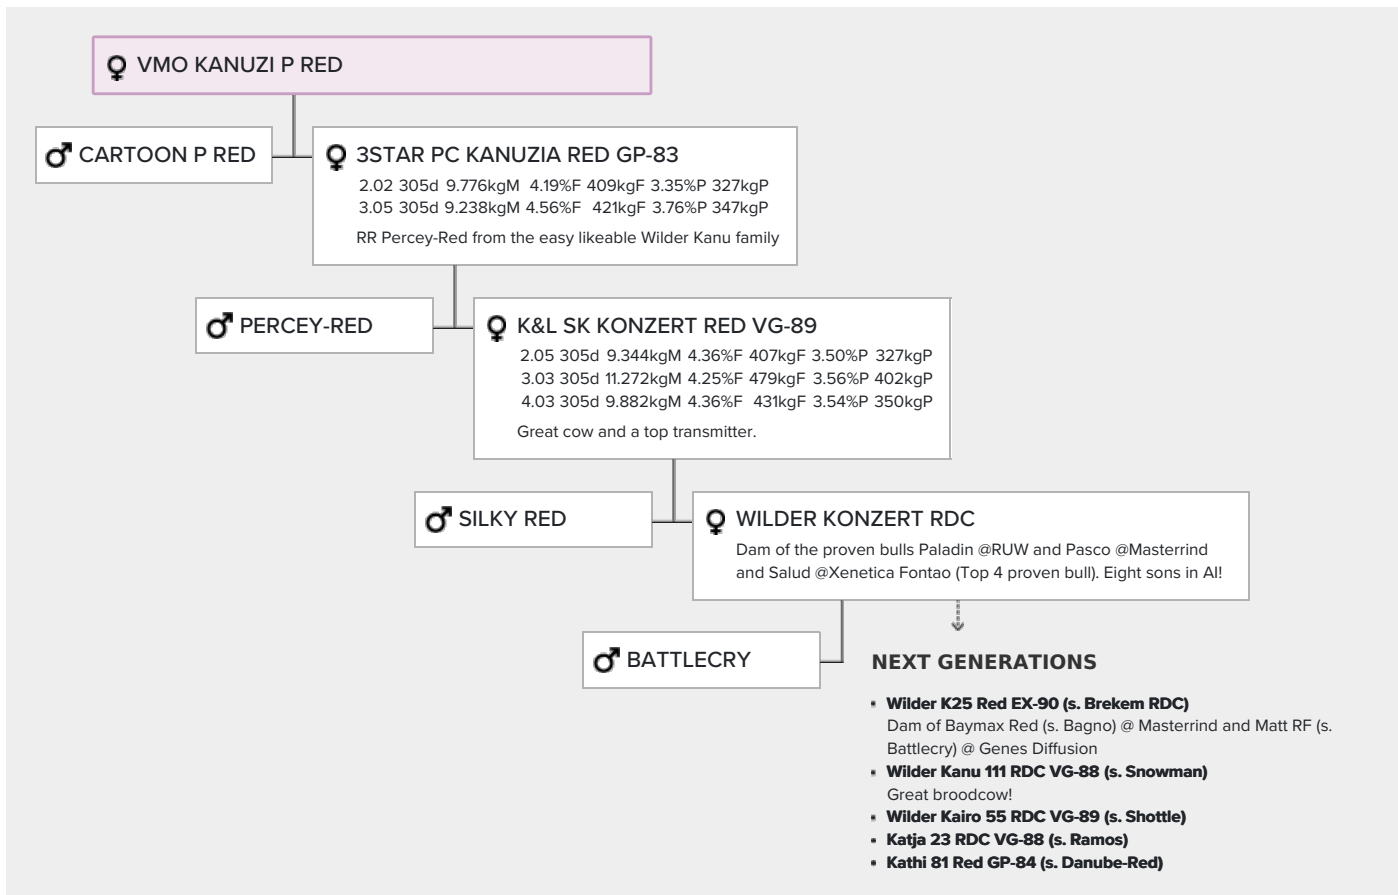 VMO KANUZI P RED
CARTOON P RED
3STAR PC KANUZIA RED GP-83
2.02 305d 9.776kgM 4.19%F 409kgF 3.35%P 327kgP
3.05 305d 9.238kgM 4.56%F 421kgF 3.76%P 347kgP
RR Percey-Red from the easy likeable Wilder Kanu family
PERCEY-RED
K&L SK KONZERT RED VG-89
2.05 305d 9.344kgM 4.36%F 407kgF 3.50%P 327kgP
3.03 305d 11.272kgM 4.25%F 479kgF 3.56%P 402kgP
4.03 305d 9.882kgM 4.36%F 431kgF 3.54%P 350kgP
Great cow and a top transmitter.
SILKY RED
WILDER KONZERT RDC
Dam of the proven bulls Paladin @RUW and Pasco @Masterrind
and Salud @Xenetica Fontao (Top 4 proven bull). Eight sons in AI!
BATTLECRY
NEXT GENERATIONS
Wilder K25 Red EX-90 (s. Brekem RDC)
Dam of Baymax Red (s. Bagno) @ Masterrind and Matt RF (s.
Battlecry) @ Genes Diffusion
Wilder Kanu 111 RDC VG-88 (s. Snowman)
Great broodcow!
Wilder Kairo 55 RDC VG-89 (s. Shottle)
Katja 23 RDC VG-88 (s. Ramos)
Kathi 81 Red GP-84 (s. Danube-Red)